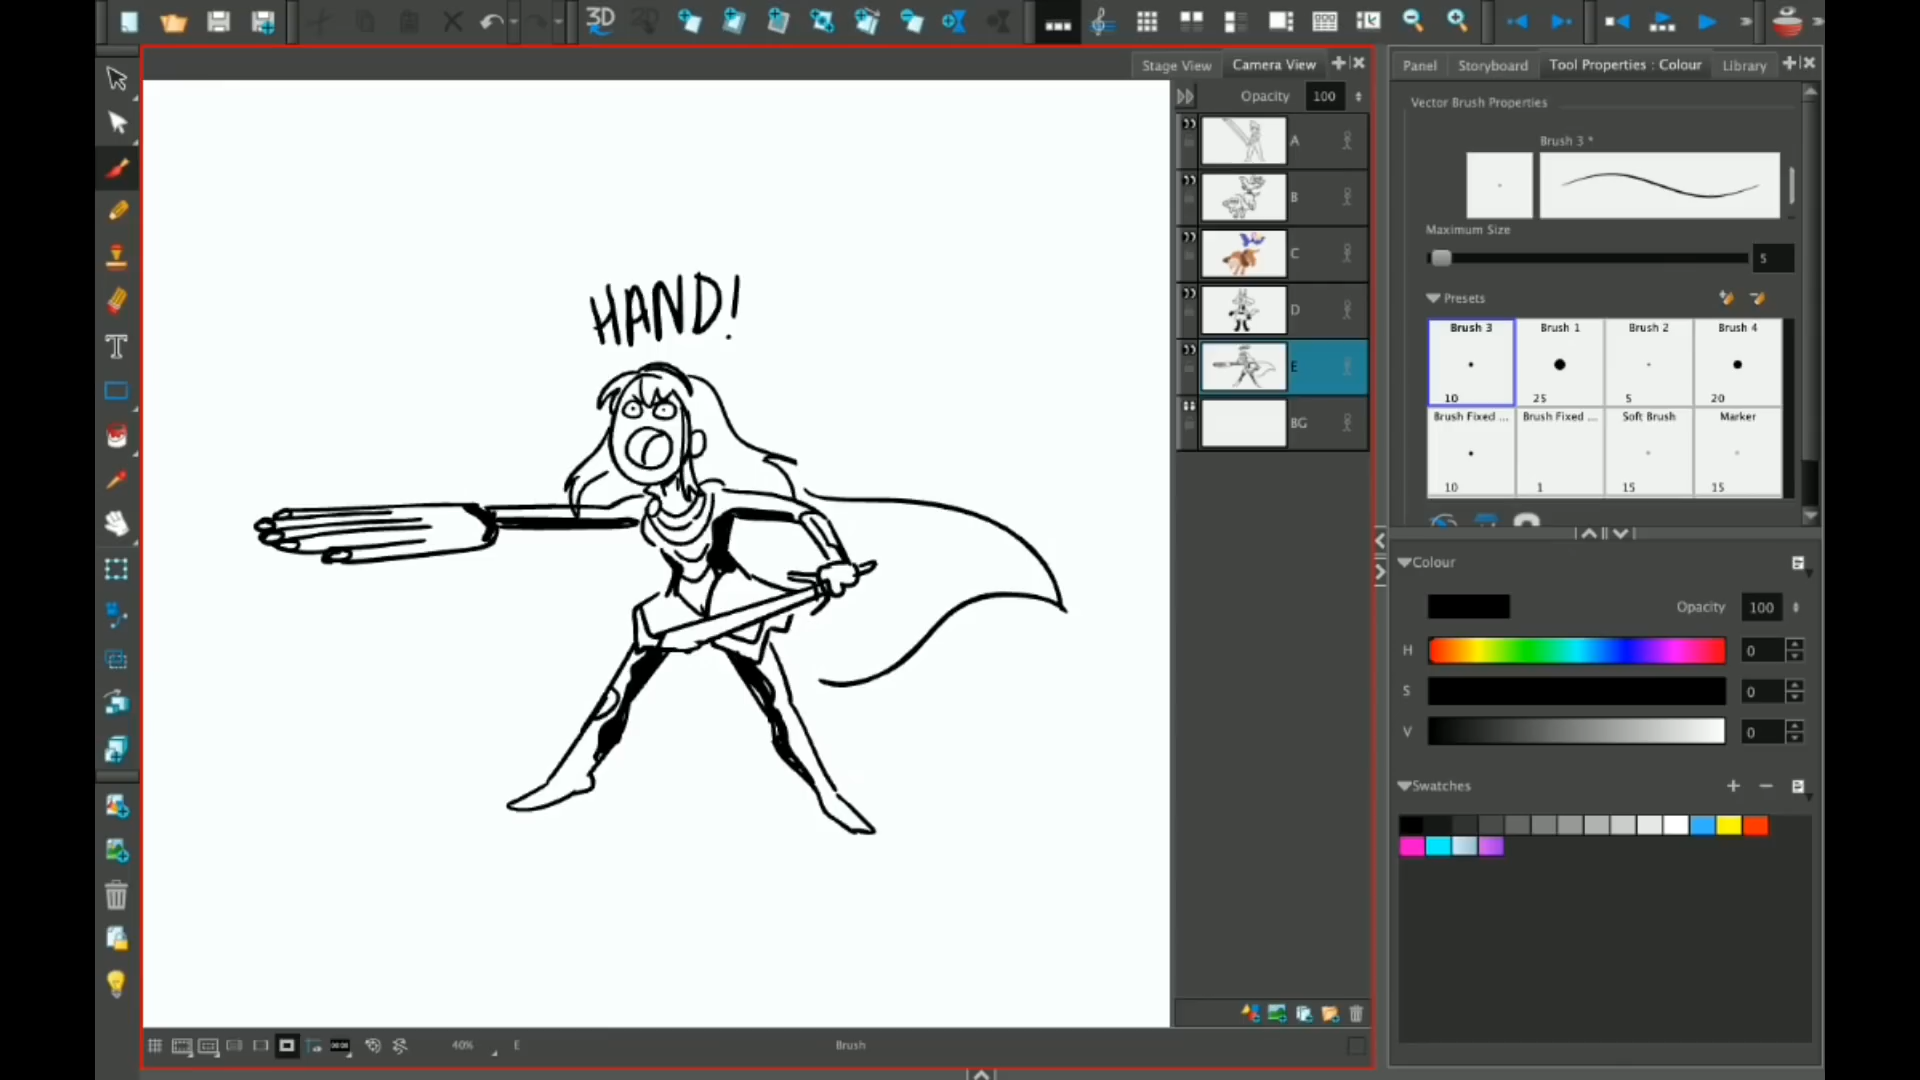 3D
Stage View
Camera View
Panel
Storyboard
Tool Properties : Colour
Library
Opacity
100
Vector Brush Properties
A
Brush 3 *
B
Maximum Size
C
5
Presets
D
Brush 3
Brush 1
Brush 2
Brush 4
HAND!
E
10
25
5
20
BG
Brush Fixed ...
Brush Fixed ...
Soft Brush
Marker
10
1
15
15
Colour
Opacity
100
H
0
S
0
V
0
Swatches
T
40%
E
Brush